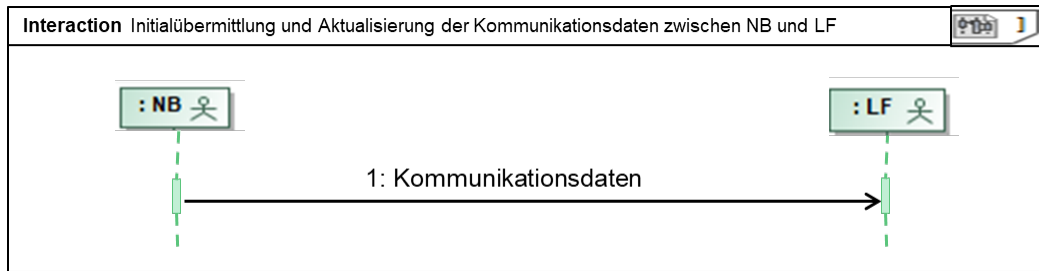 Interaction Initialübermittlung und Aktualisierung der Kommunikationsdaten zwischen NB und LF
: NB
: LF
1: Kommunikationsdaten